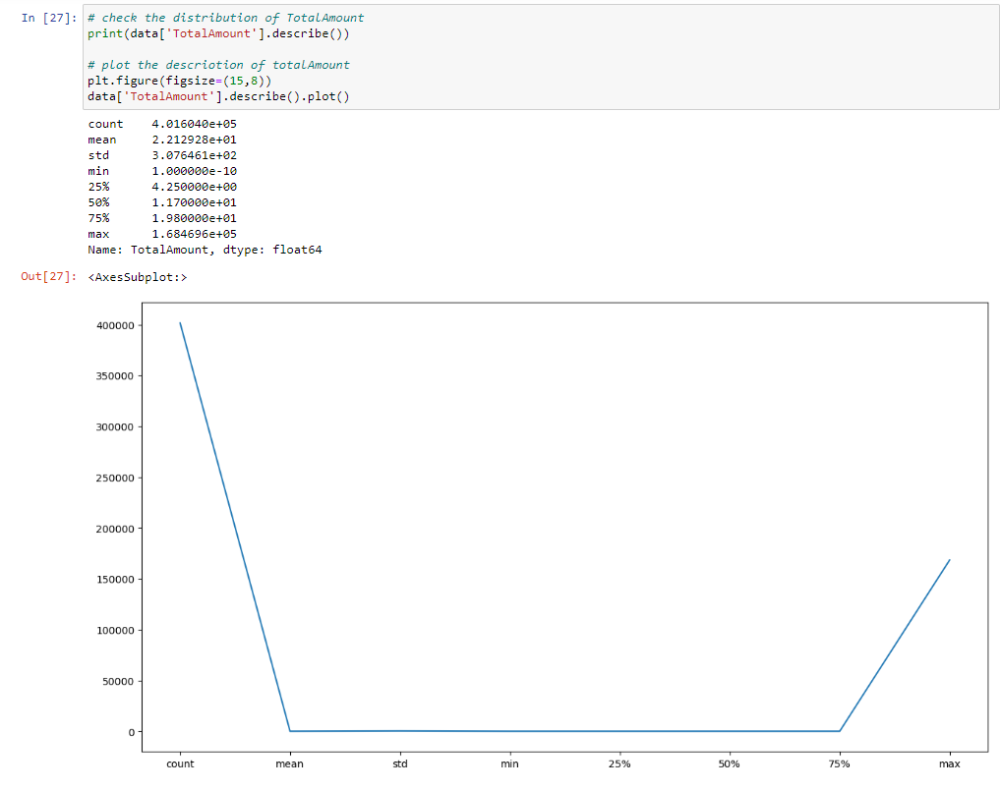 In [27]: # check the distribution of TotalAmount
print(data['TotalAmount'].describe())
# plot the descriotion of totalAmount
plt.figure(figsize=(15,8))
data['TotalAmount'].describe().plot()
count 4.016040e+05
mean 2.212928e+01
std 3.076461e+02
min 1.000000e-10
25% 4.250000e+00
50% 1.170000e+01
75% 1.980000e+01
max 1.684696e+05
Name: TotalAmount, dtype: float64
Out[27]: <AxesSubplot:>
400000
350000
300000
250000
200000
150000
100000
50000
0
count mean std min 25% 50% 75% max